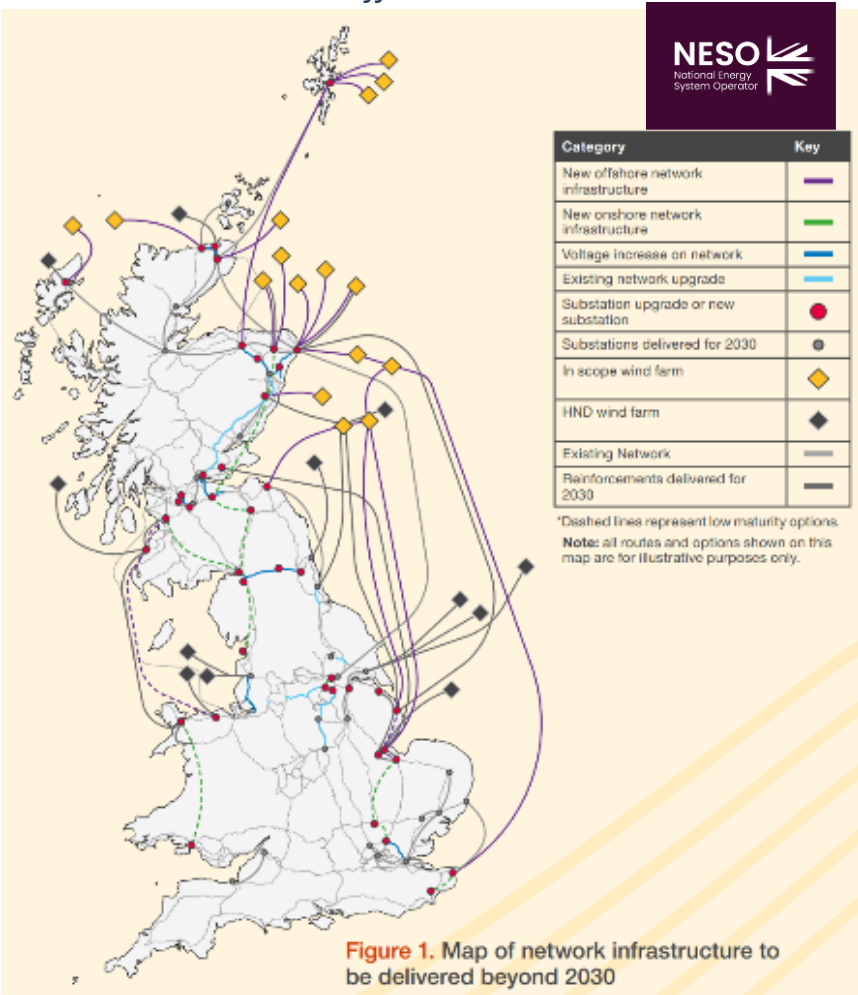 NESO
National Energy
System Operator
Category Key
New offshore network
infrastructure
New onshore network
infrastructure
Voltage increase on network
Existing network upgrade
Substation upgrade or new
substation
Substations delivered for 2030
In scope wind farm
HND wind farm
Existing Network
Reinforcements delivered for
2030
*Dashed lines represent low maturity options.
Note: all routes and options shown on this
map are for illustrative purposes only.
Figure 1. Map of network infrastructure to
be delivered beyond 2030